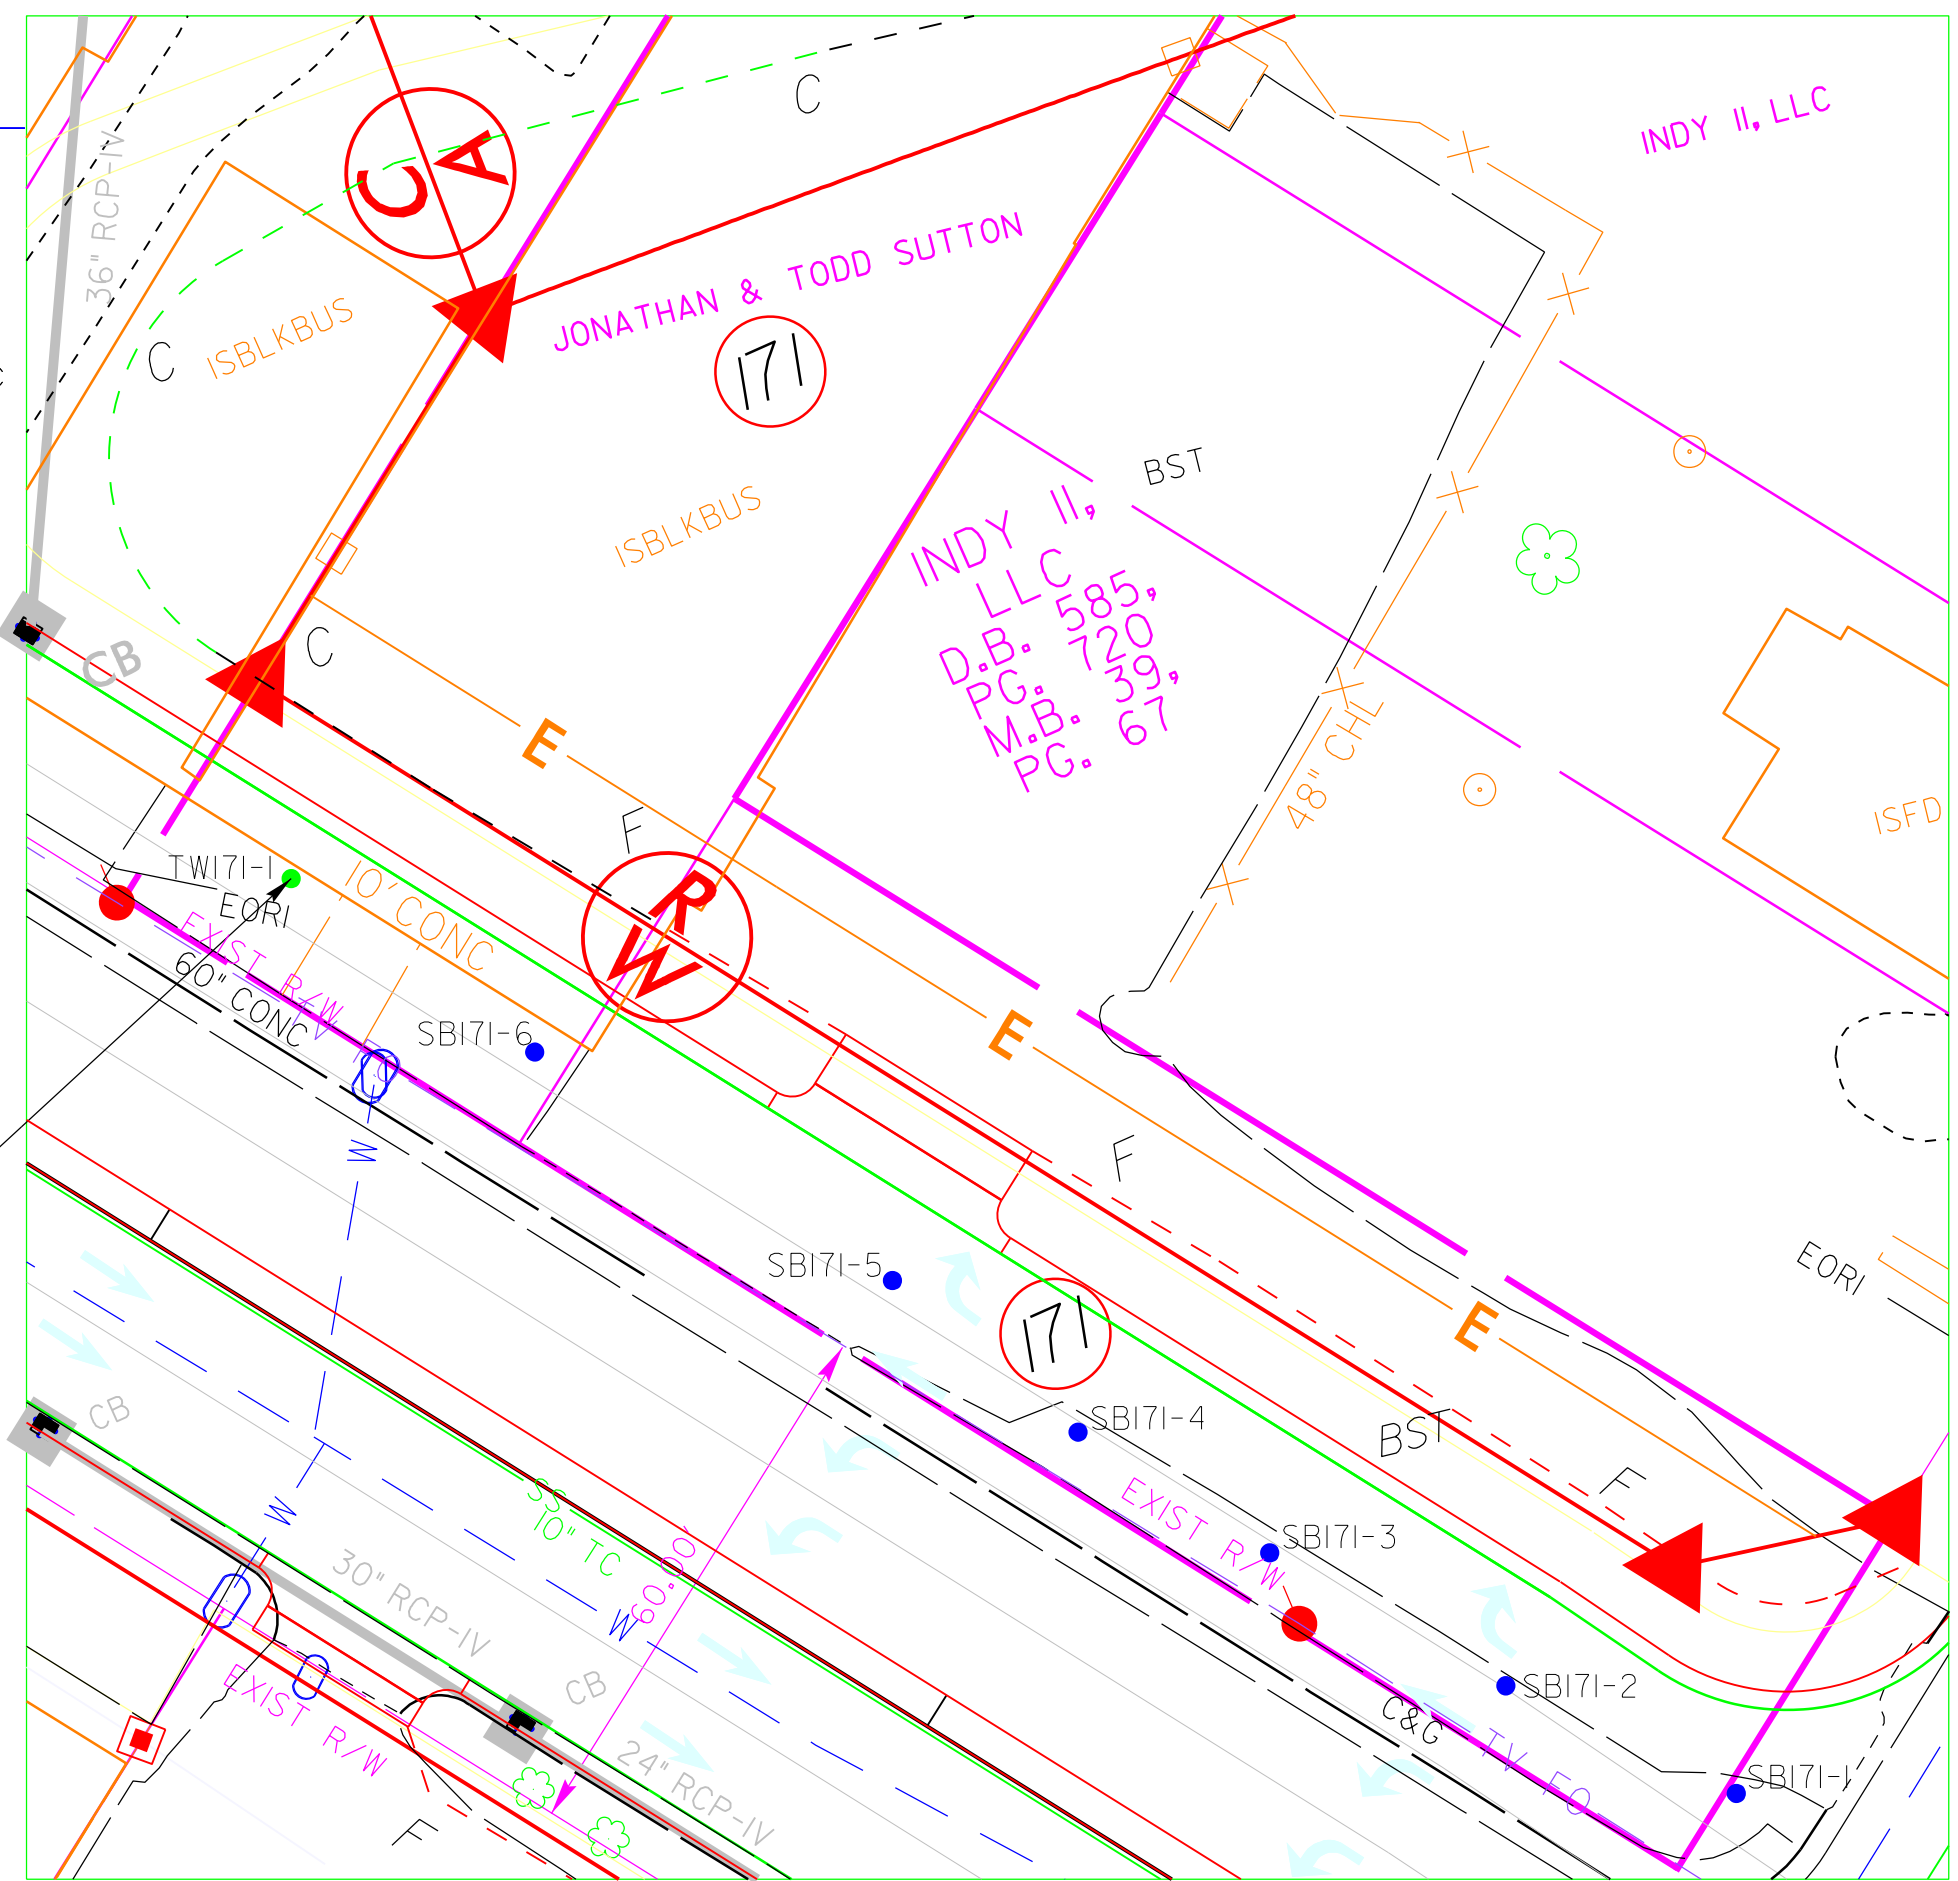 INDY II, LLC
C
C
A
36" RCP-IV
JONATHAN & TODD SUTTON
C
ISBLKBUS
171
BST
ISBLKBUS
INDY II,
LLC
D.B. 585,
PG. 720
M.B. 39,
PG. 67
C
CB
E
48" CHL
ISFD
F
TW171-1
EORI
10' CONC
R
W
EXIST R/W
60" CONC
TV FO
SB171-6
E
W
F
SB171-5
EORI
171
E
CB
SB171-4
BST
F
EXIST R/W
SB171-3
SS
10" TC
W
30" RCP-IV
60.00'
W
CB
EXIST R/W
SB171-2
C&G
TV FO
24" RCP-IV
SB171-1
F